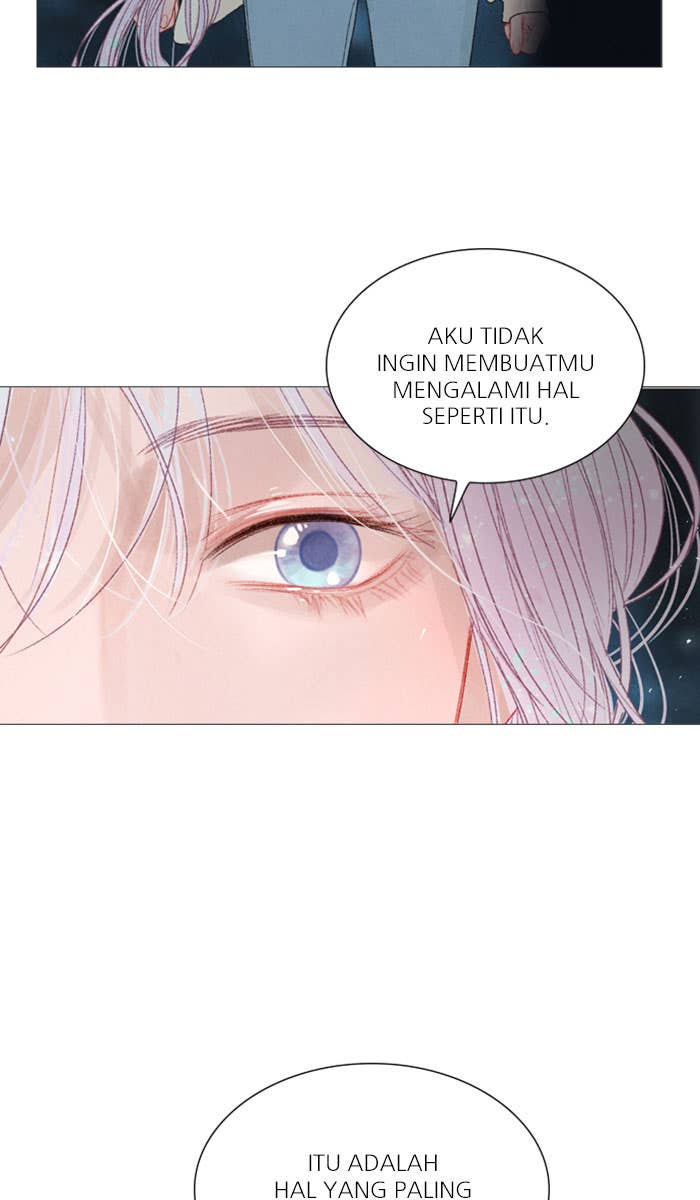 AKU TIDAK
INGIN MEMBUATMU
MENGALAMI HAL
SEPERTI ITU.
ITU ADALAH
HAL YANG PALING